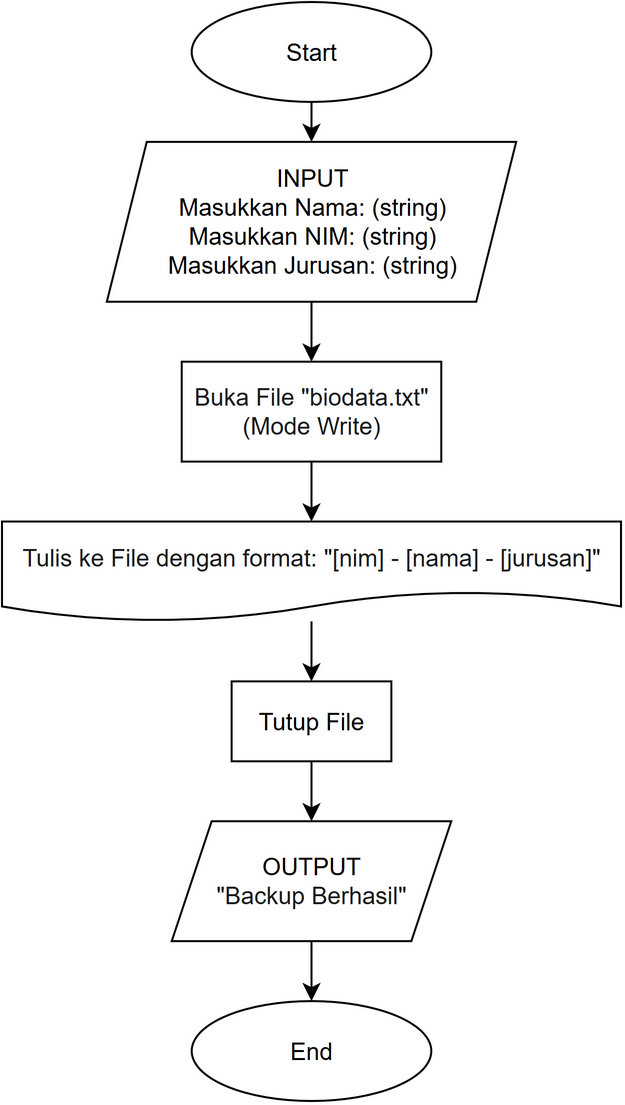 Start
INPUT
Masukkan Nama: (string)
Masukkan NIM: (string)
Masukkan Jurusan: (string)
Buka File "biodata.txt"
(Mode Write)
Tulis ke File dengan format: "[nim] - [nama] - [jurusan]"
Tutup File
OUTPUT
"Backup Berhasil"
End